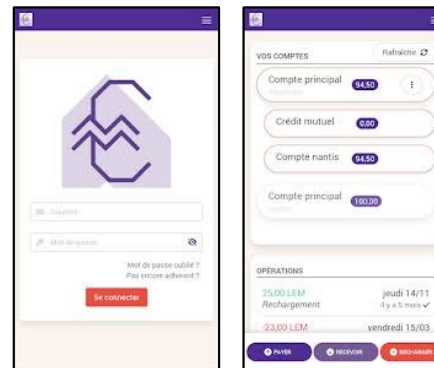 Courriel
Mot de passe
Mot de passe oublié ?
Pas encore adhérent ?
Se connecter
VOS COMPTES
Rafraîchir
Compte principal
94,50
Crédit mutuel
0,00
Compte nantis
94,50
Compte principal
100,00
OPÉRATIONS
25,00 LEM
jeudi 14/11
Rechargement
il y a 5 mois
-23,00 LEM
vendredi 15/03
PAYER
RECEVOIR
RECHARGER